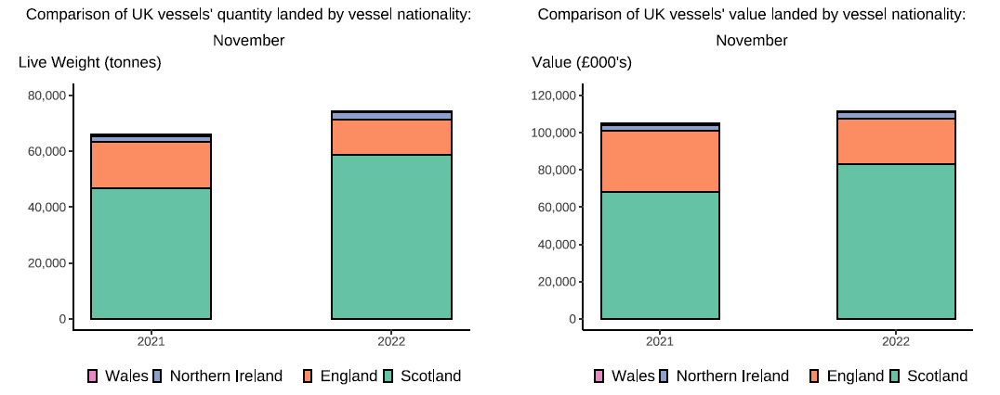 Comparison of UK vessels' quantity landed by vessel nationality:
November
Live Weight (tonnes)
80,000
60,000
40,000
20,000
0
2021
2022
Wales
Northern Ireland
England
Scotland
Comparison of UK vessels' value landed by vessel nationality:
November
Value (£000's)
120,000
100,000
80,000
60,000
40,000
20,000
0
2021
2022
Wales
Northern Ireland
England
Scotland